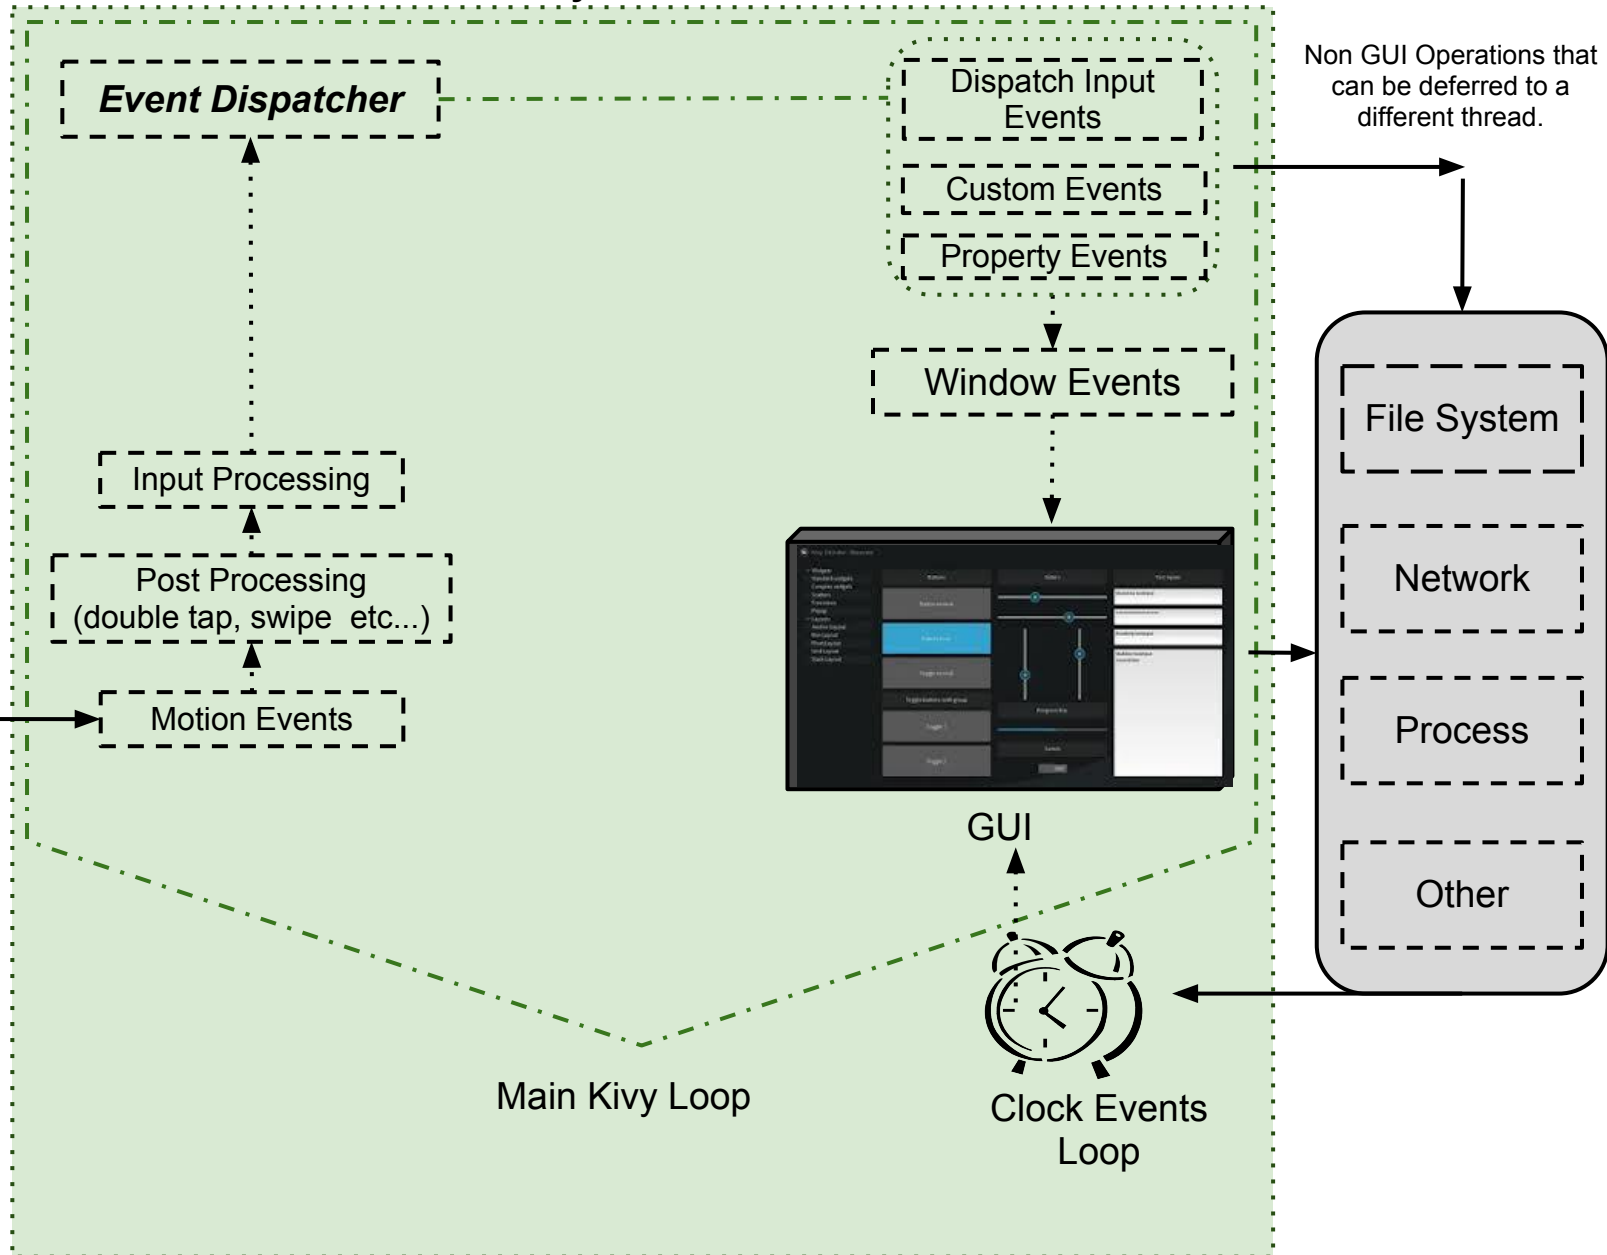 Event Dispatcher
Dispatch Input
Events
Custom Events
Property Events
Non GUI Operations that
can be deferred to a
different thread.
Window Events
File System
Network
Process
Other
Input Processing
Post Processing
(double tap, swipe etc...)
Motion Events
GUI
Main Kivy Loop
Clock Events
Loop